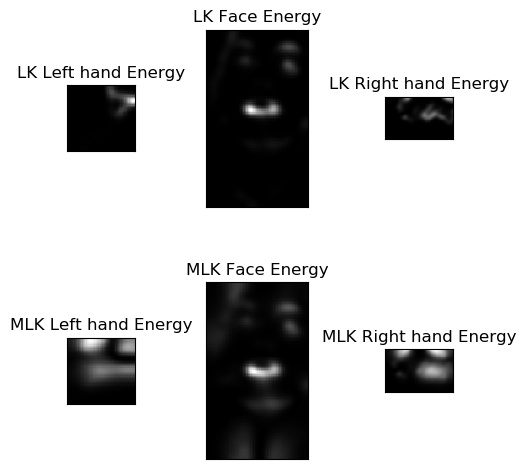 LK Face Energy
LK Left hand Energy
LK Right hand Energy
MLK Face Energy
MLK Left hand Energy
MLK Right hand Energy